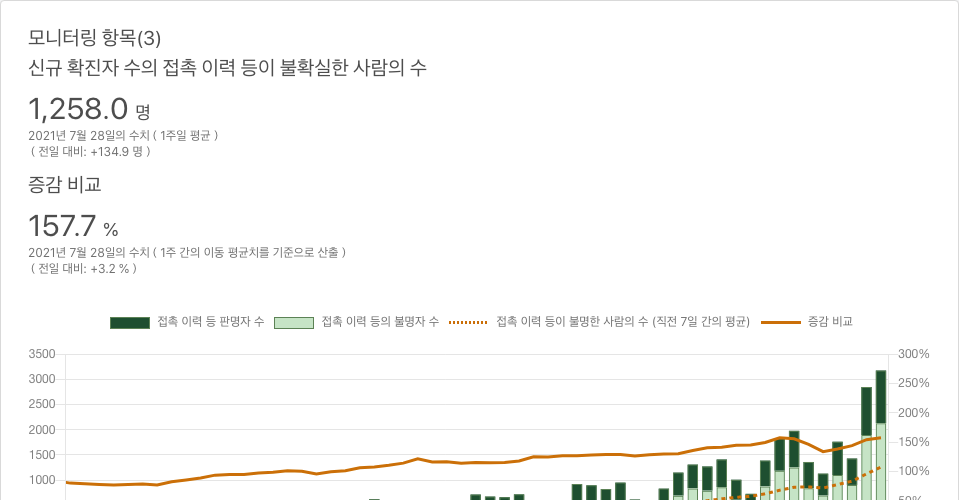 모니터링 항목(3)
신규 확진자 수의 접촉 이력 등이 불확실한 사람의 수
1,258.0 명
2021년 7월 28일의 수치 ( 1주일 평균 )
( 전일 대비: +134.9 명 )
증감 비교
157.7 %
2021년 7월 28일의 수치 ( 1주 간의 이동 평균치를 기준으로 산출 )
( 전일 대비: +3.2 % )
접촉 이력 등 판명자 수 접촉 이력 등의 불명자 수 접촉 이력 등이 불명한 사람의 수 (직전 7일 간의 평균) 증감 비교
3500 300%
3000 250%
2500 200%
2000 150%
1500 100%
1000 50%